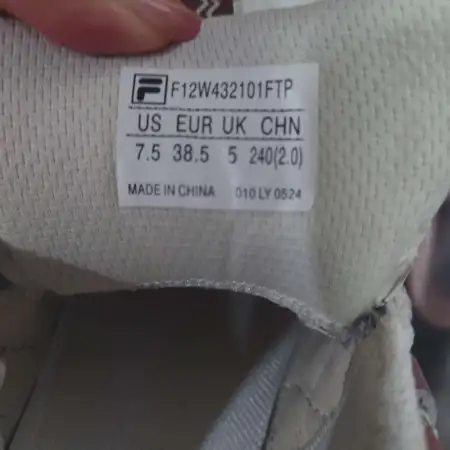 F F12W432101FTP
US EUR UK CHN
7.5 38.5 5 240(2.0)
MADE IN CHINA 010 LY 0524